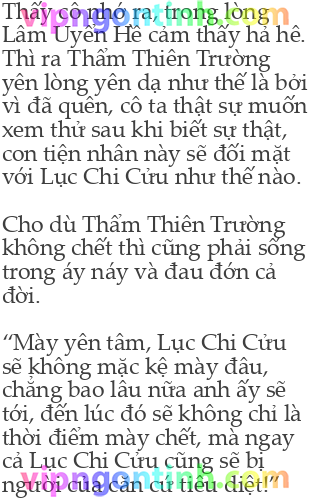 Thấy cô nhớ ra, trong lòng
Lâm Uyển Hề cảm thấy hả hê.
Thì ra Thẩm Thiên Trường
yên lòng yên dạ như thế là bởi
vì đã quên, cô ta thật sự muốn
xem thử sau khi biết sự thật,
con tiện nhân này sẽ đối mặt
với Lục Chi Cửu như thế nào.
Cho dù Thẩm Thiên Trường
không chết thì cũng phải sống
trong áy náy và đau đớn cả
đời.
“Mày yên tâm, Lục Chi Cửu
sẽ không mặc kệ mày đâu,
chẳng bao lâu nữa anh ấy sẽ
tới, đến lúc đó sẽ không chỉ là
thời điểm mày chết, mà ngay
cả Lục Chi Cửu cũng sẽ bị
người của căn cứ tiêu diệt!”
vipngontinh.com
vipngontinh.com